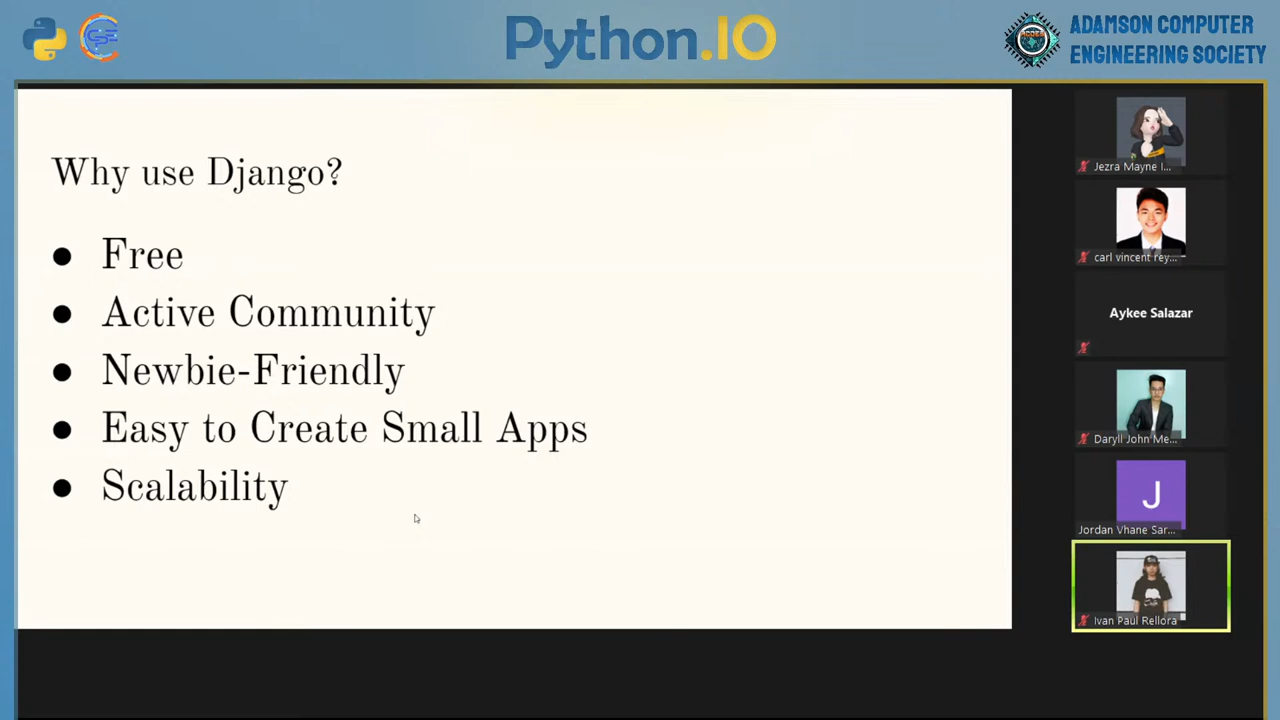 Python.IO
ADAMSON COMPUTER
ENGINEERING SOCIETY
Why use Django?
● Free
● Active Community
● Newbie-Friendly
● Easy to Create Small Apps
● Scalability
Jezra Mayne I...
carl vincent rey...
Aykee Salazar
Daryll John Me...
J
Jordan Vhane Sar...
Ivan Paul Rellora